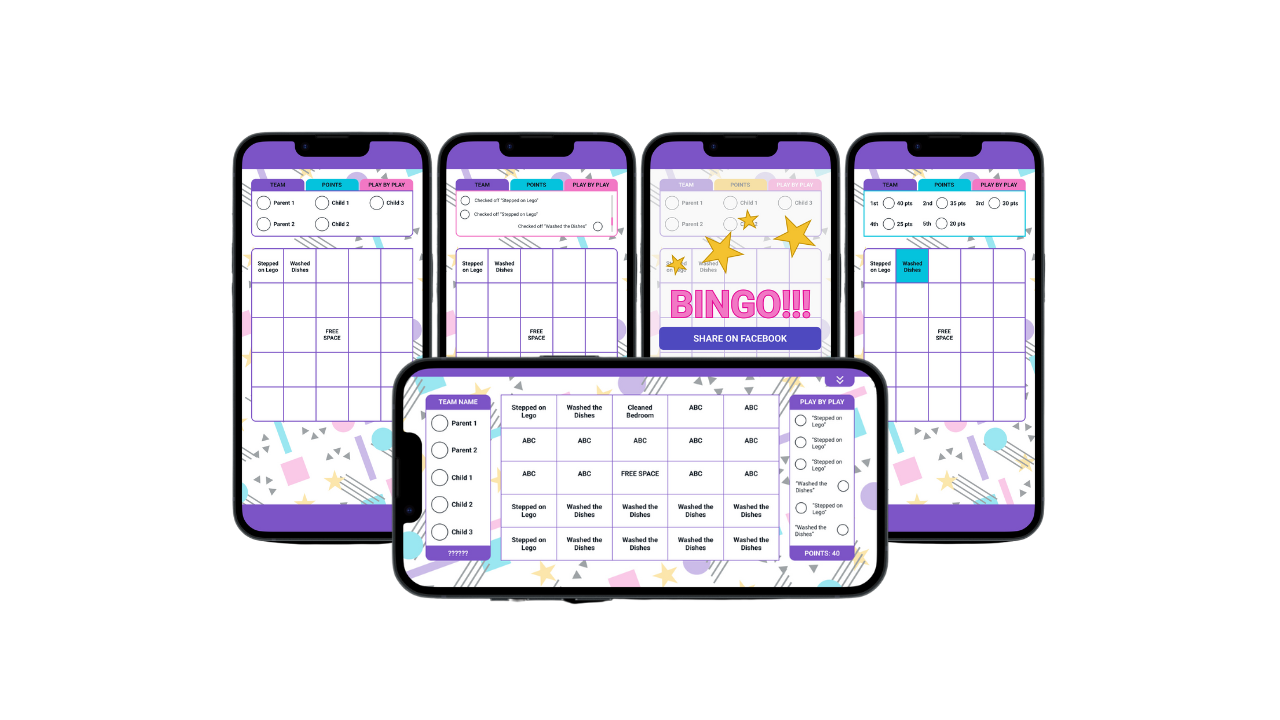 TEAM POINTS PLAY BY PLAY
Parent 1 Child 1 Child 3
Parent 2 Child 2
Stepped on Lego
Washed Dishes
FREE SPACE
TEAM POINTS PLAY BY PLAY
Checked off "Stepped on Lego"
Checked off "Stepped on Lego"
Checked off "Washed the Dishes"
Stepped on Lego
Washed Dishes
FREE SPACE
TEAM POINTS PLAY BY PLAY
Parent 1 Child 1 Child 3
Parent 2 Child 2
BINGO!!!
SHARE ON FACEBOOK
TEAM POINTS PLAY BY PLAY
1st 40 pts 2nd 35 pts 3rd 30 pts
4th 25 pts 5th 20 pts
Stepped on Lego
Washed Dishes
FREE SPACE
TEAM NAME
Parent 1
Parent 2
Child 1
Child 2
Child 3
??????
Stepped on Lego Washed the Dishes Cleaned Bedroom ABC ABC
ABC ABC ABC ABC ABC
ABC ABC FREE SPACE ABC ABC
Stepped on Lego Washed the Dishes Washed the Dishes Washed the Dishes Washed the Dishes
Stepped on Lego Washed the Dishes Washed the Dishes Washed the Dishes Washed the Dishes
PLAY BY PLAY
"Stepped on Lego"
"Stepped on Lego"
"Stepped on Lego"
"Washed the Dishes"
"Stepped on Lego"
"Washed the Dishes"
POINTS: 40